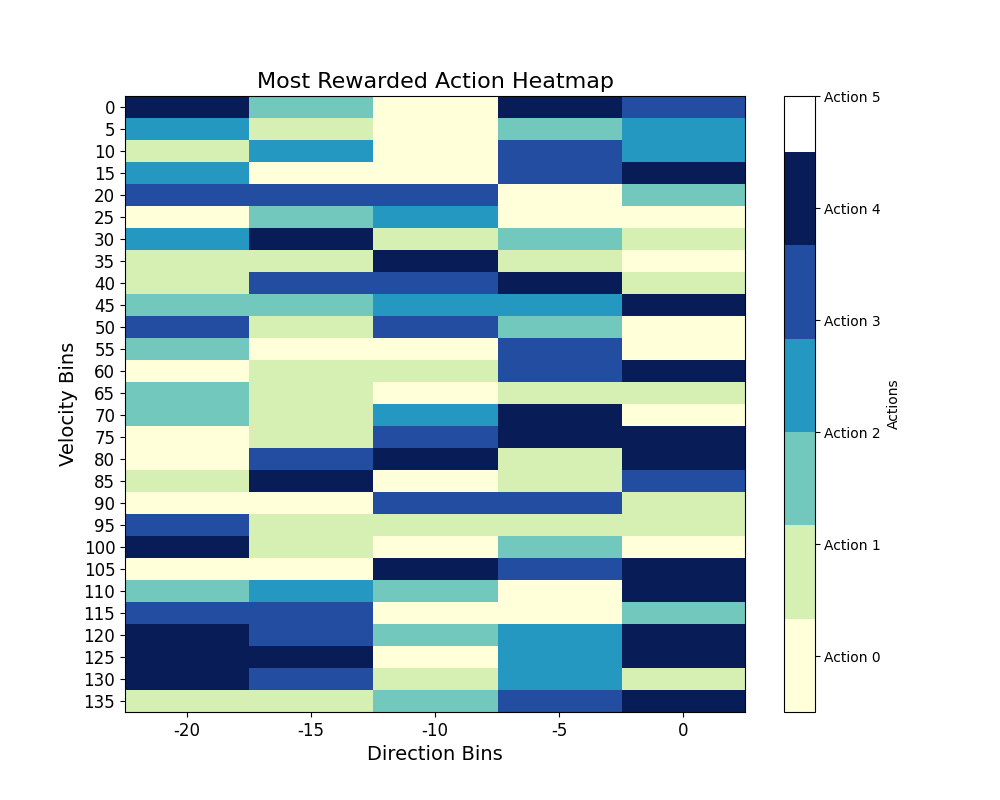 Most Rewarded Action Heatmap
Velocity Bins
0
5
10
15
20
25
30
35
40
45
50
55
60
65
70
75
80
85
90
95
100
105
110
115
120
125
130
135
-20 -15 -10 -5 0
Direction Bins
Action 5
Action 4
Action 3
Action 2
Action 1
Action 0
Actions